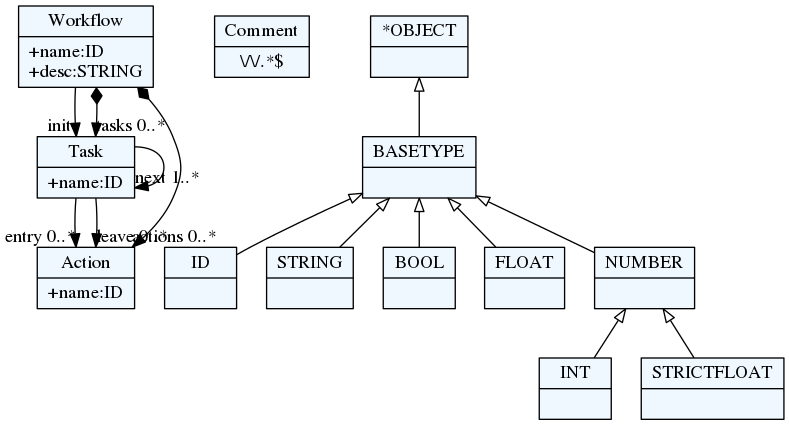 Workflow
+name:ID
+desc:STRING
Comment
\/\/.*$
*OBJECT
init
tasks 0..*
Task
+name:ID
next 1..*
BASETYPE
entry 0..*
leave 0..*
actions 0..*
Action
+name:ID
ID
STRING
BOOL
FLOAT
NUMBER
INT
STRICTFLOAT